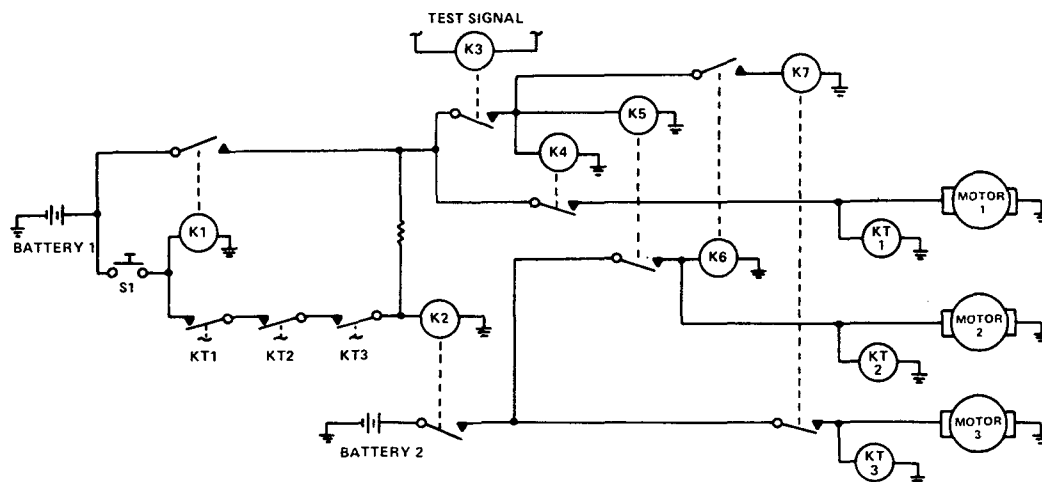 TEST SIGNAL
K3
K7
K5
K4
K1
BATTERY 1
S1
KT1
KT2
KT3
K2
K6
BATTERY 2
MOTOR
1
KT
1
MOTOR
2
KT
2
MOTOR
3
KT
3